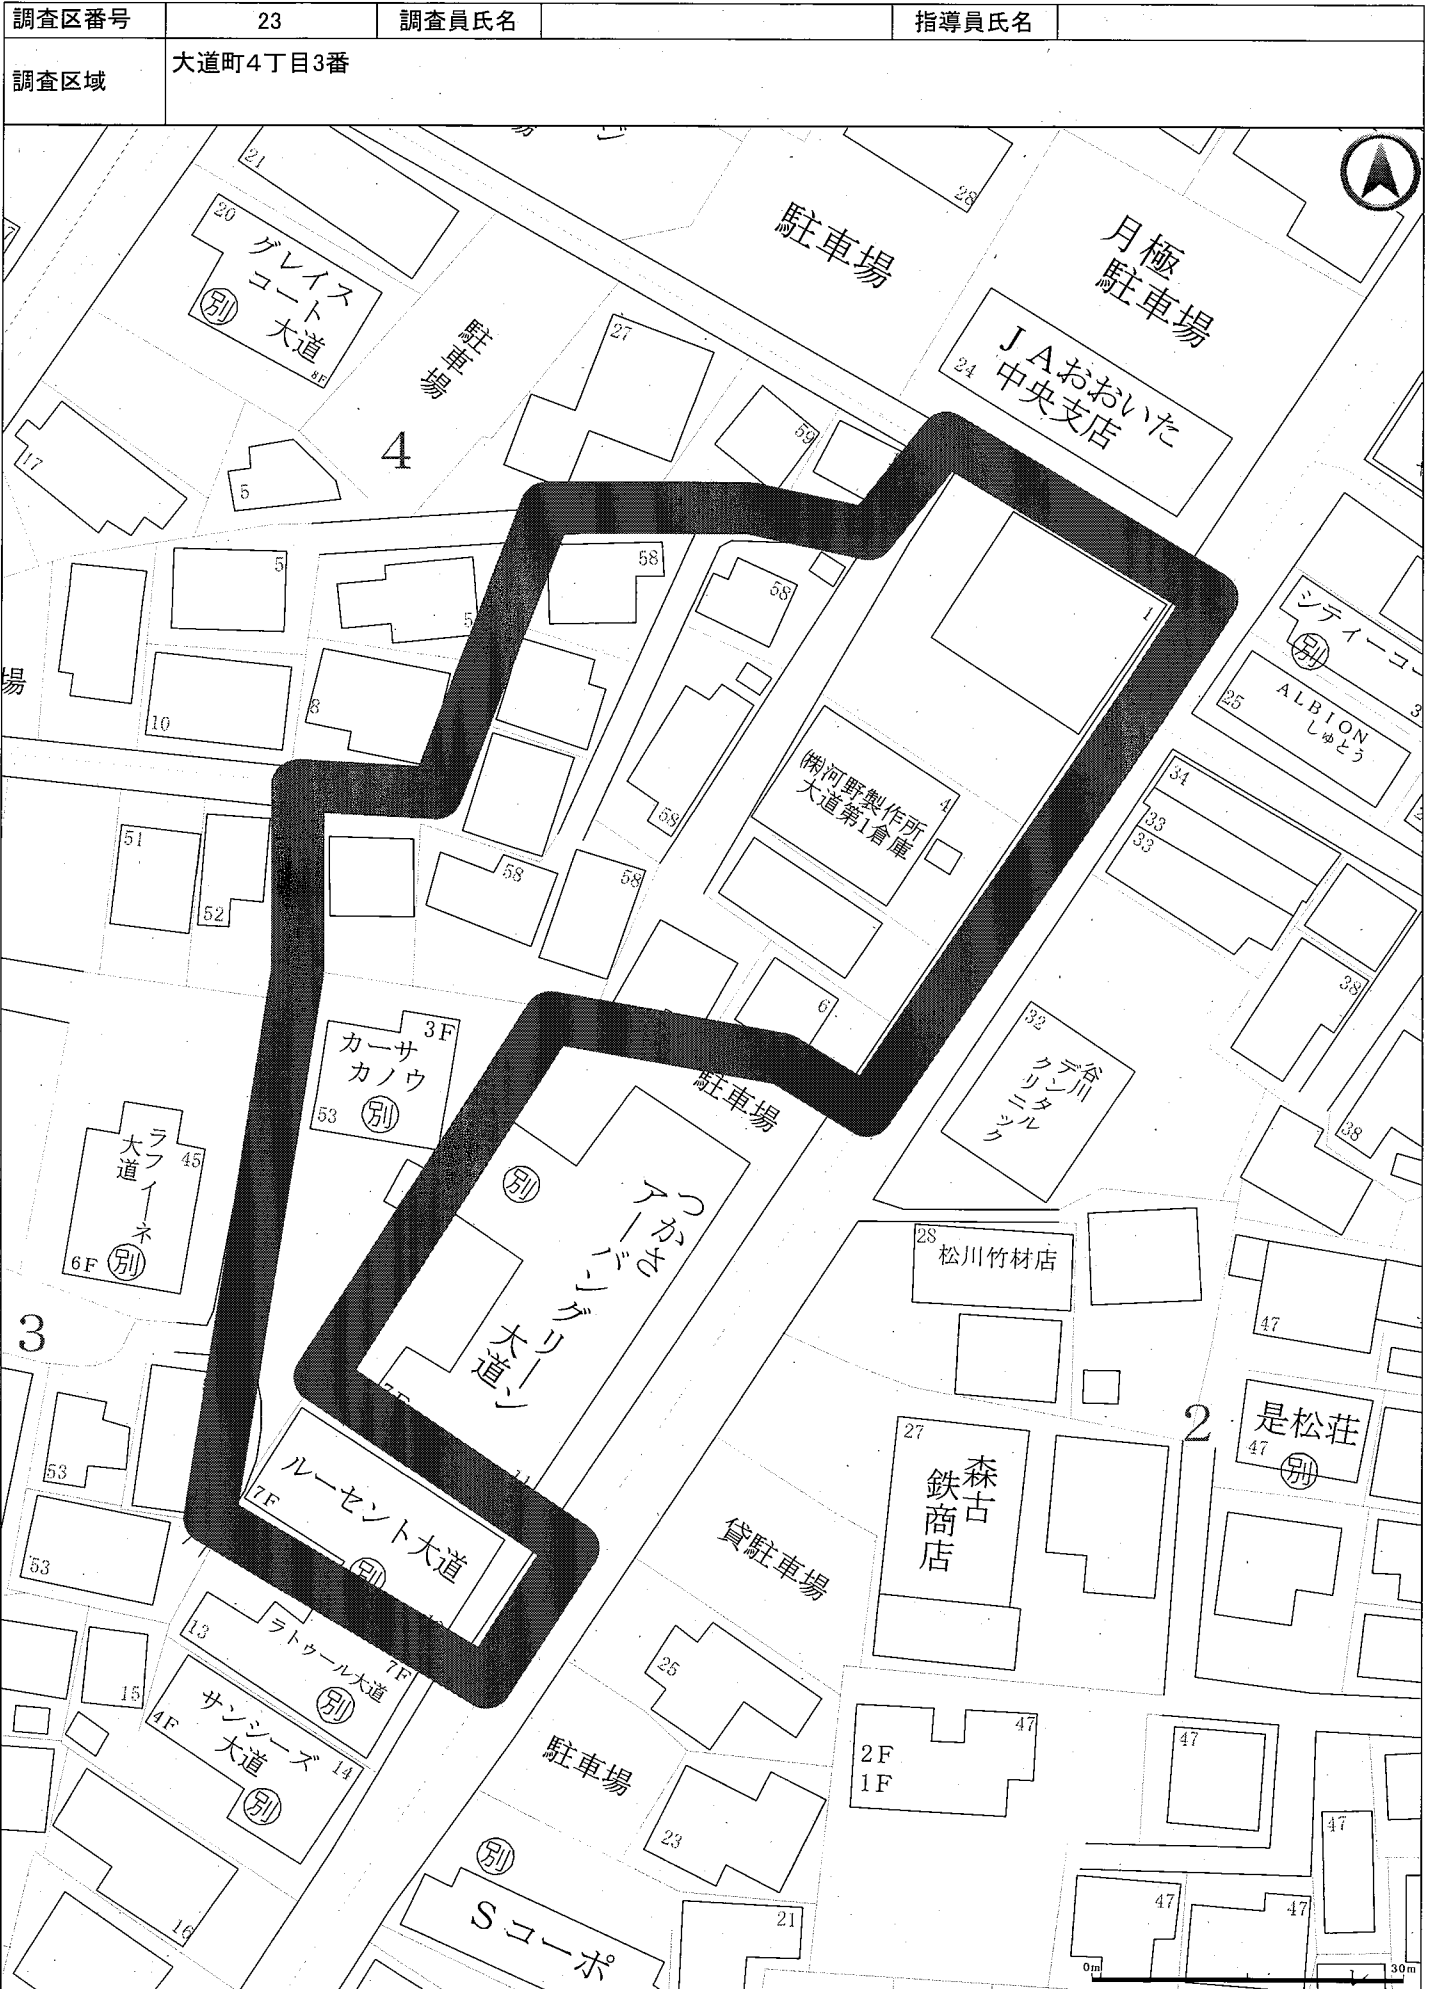 調査区番号
23
調査員氏名
指導員氏名
調査区域
大道町4丁目3番
21
28
20
グレイス
コート
大道
別
8F
駐車場
27
駐車場
月極
駐車場
JAおおいた
中央支店
24
59
17
5
4
5
58
58
1
5
シティーコ
別
3
25
ALBION
しゅとう
場
10
8
㈱河野製作所
大道第1倉庫
4
58
34
33
33
51
52
58
58
38
6
3F
カーサ
カノウ
53
別
32
谷川
デンタル
クリニック
駐車場
38
ラフィーネ
大道
45
6F
別
別
つかさ
アーバングリーン
大道
7F
28
松川竹材店
47
3
2
是松荘
47
別
27
森古
鉄商店
53
ルーセント大道
7F
別
貸駐車場
53
13
ラトゥール大道
7F
別
25
15
サンシーズ
大道
4F
14
別
駐車場
47
2F
1F
47
23
47
別
Sコーポ
16
21
47
47
0m
30m